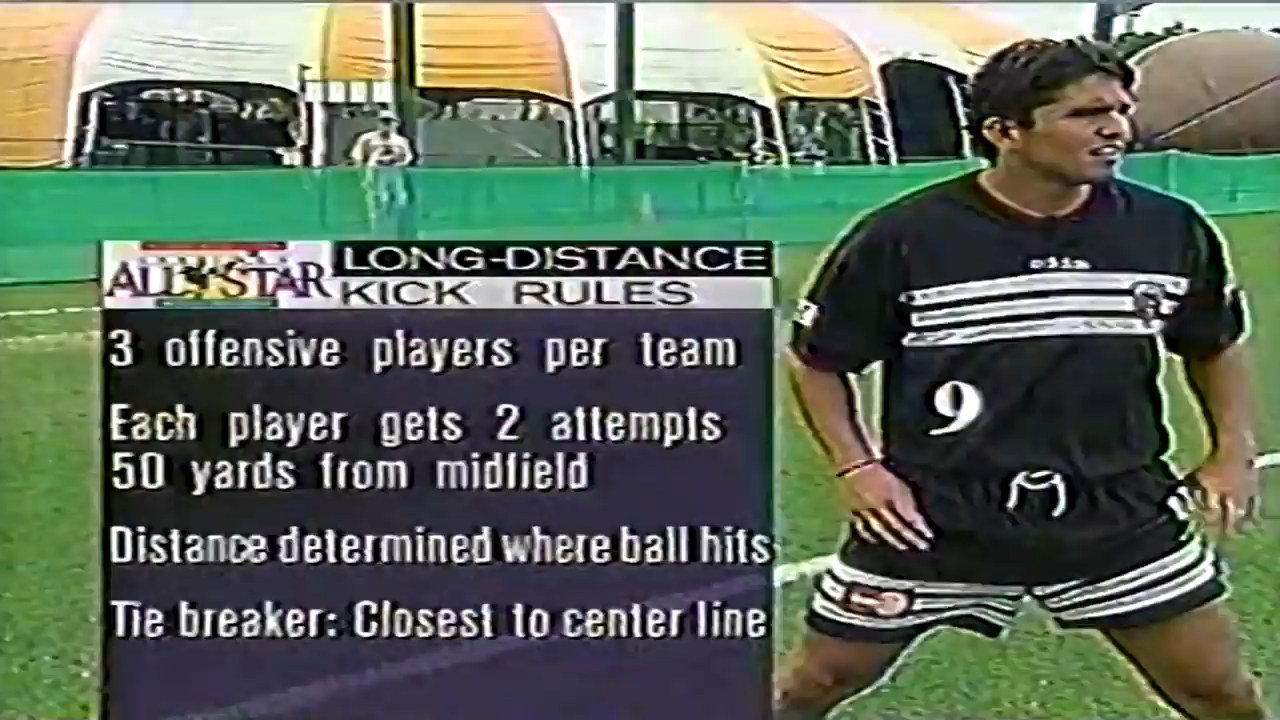 ALL STAR
LONG-DISTANCE
KICK RULES
3 offensive players per team
Each player gets 2 attempts
50 yards from midfield
Distance determined where ball hits
Tie breaker: Closest to center line
9